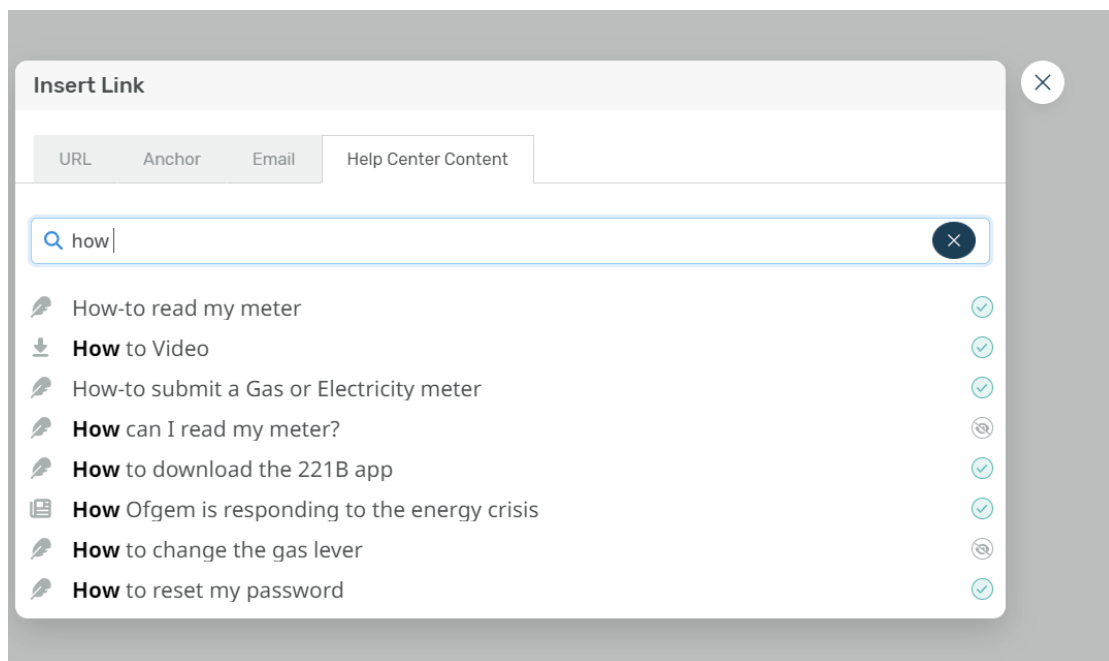 Insert Link
URL Anchor Email Help Center Content
how
How-to read my meter
How to Video
How-to submit a Gas or Electricity meter
How can I read my meter?
How to download the 221B app
How Ofgem is responding to the energy crisis
How to change the gas lever
How to reset my password